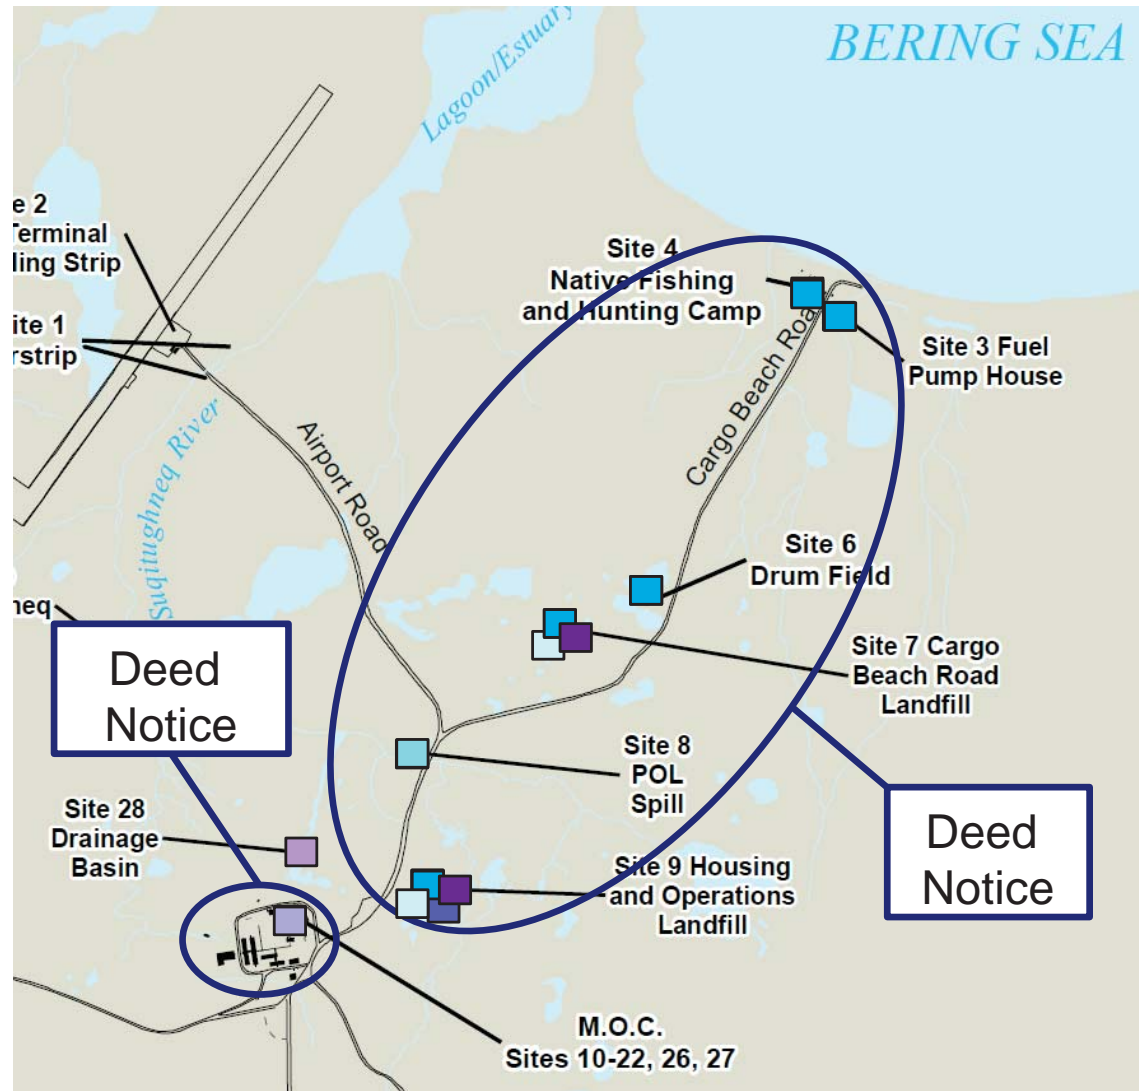 BERING SEA
Lagoon/Estuary
e 2
Terminal
ling Strip
Site 4
Native Fishing
and Hunting Camp
ite 1
rstrip
Site 3 Fuel
Pump House
Suqitughneq River
Airport Road
Cargo Beach Road
Site 6
Drum Field
neq
Deed
Notice
Site 7 Cargo
Beach Road
Landfill
Site 8
POL
Spill
Site 28
Drainage
Basin
Deed
Notice
Site 9 Housing
and Operations
Landfill
M.O.C.
Sites 10-22, 26, 27